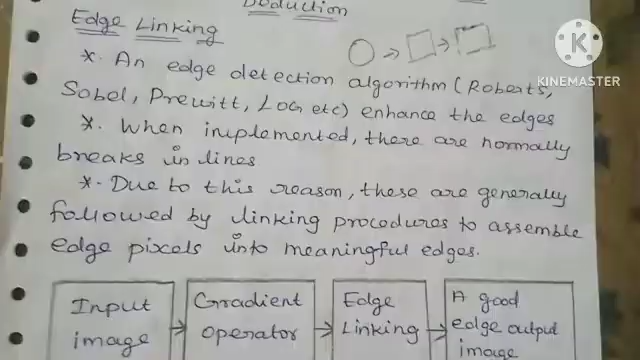 Deduction
Edge Linking
*. An edge detection algorithm (Roberts,
Sobel, Prewitt, LoG, etc) enhance the edges
*. When implemented, there are normally
breaks in lines
*. Due to this reason, these are generally
followed by linking procedures to assemble
edge pixels into meaningful edges.
Input image
Gradient operator
Edge Linking
A good edge output image
K
KINEMASTER